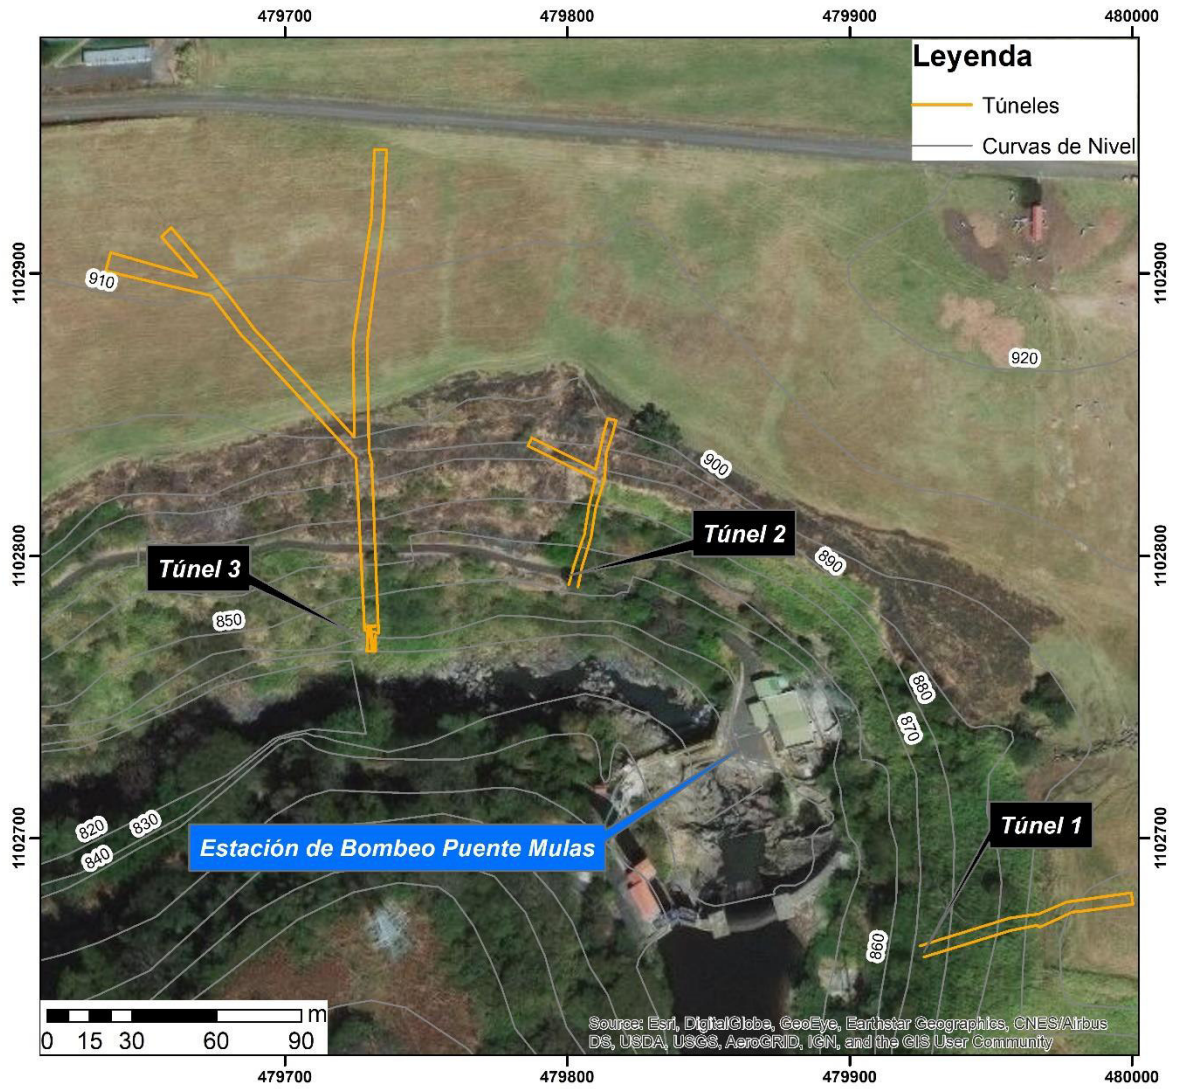 479700
479800
479900
480000
Leyenda
Túneles
Curvas de Nivel
1102900
1102900
910
920
900
Túnel 2
1102800
1102800
890
Túnel 3
850
880
870
820
830
840
1102700
1102700
Túnel 1
Estación de Bombeo Puente Mulas
860
m
0 15 30 60 90
Source: Esri, DigitalGlobe, GeoEye, Earthstar Geographics, CNES/Airbus
DS, USDA, USGS, AeroGRID, IGN, and the GIS User Community
479700
479800
479900
480000